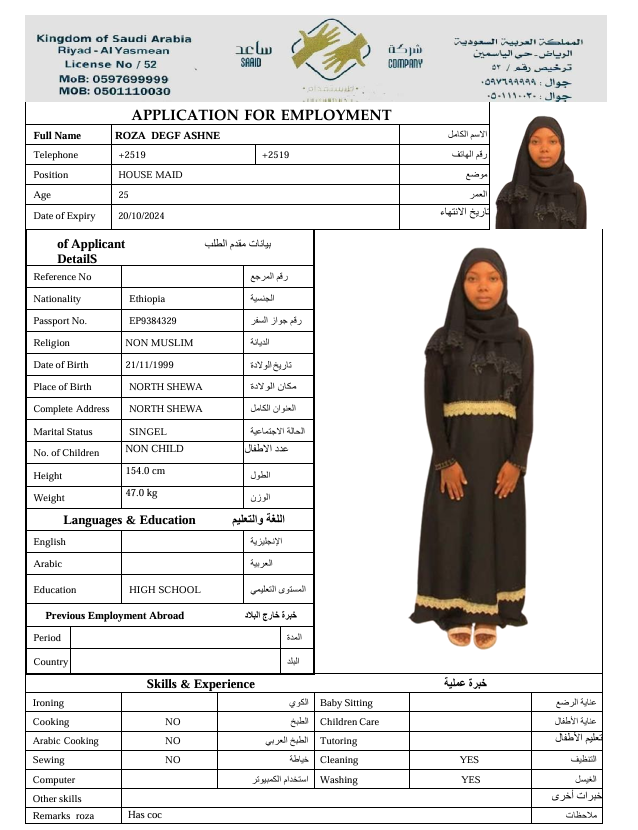 Kingdom of Saudi Arabia
Riyadh - Al Yasmean
License No / 52
MoB: 0597699999
MOB: 0501110030
ساعد
SAAID
شركة
COMPANY
المملكة العربية السعودية
الرياض-حي الياسمين
ترخيص رقم / ٥٢
جوال : ٠٥٩٧٦٩٩٩٩٩
جوال : ٠٥٠١١١٠٠٣٠
APPLICATION FOR EMPLOYMENT
Full Name ROZA DEGF ASHNE الاسم الكامل
Telephone +2519 +2519 رقم الهاتف
Position HOUSE MAID موضع
Age 25 العمر
Date of Expiry 20/10/2024 تاريخ الانتهاء
of Applicant بيانات مقدم الطلب
DetailS
Reference No رقم المرجع
Nationality Ethiopia الجنسية
Passport No. EP9384329 رقم جواز السفر
Religion NON MUSLIM الديانة
Date of Birth 21/11/1999 تاريخ الولادة
Place of Birth NORTH SHEWA مكان الولادة
Complete Address NORTH SHEWA العنوان الكامل
Marital Status SINGEL الحالة الاجتماعية
No. of Children NON CHILD عدد الاطفال
Height 154.0 cm الطول
Weight 47.0 kg الوزن
Languages & Education اللغة والتعليم
English الإنجليزية
Arabic العربية
Education HIGH SCHOOL المستوى التعليمي
Previous Employment Abroad خبرة خارج البلاد
Period المدة
Country البلد
Skills & Experience خبرة عملية
Ironing الكوي Baby Sitting عناية الرضع
Cooking NO الطبخ Children Care عناية الأطفال
Arabic Cooking NO الطبخ العربي Tutoring تعليم الأطفال
Sewing NO خياطة Cleaning YES التنظيف
Computer استخدام الكمبيوتر Washing YES الغيسل
Other skills خبرات أخرى
Remarks roza Has coc ملاحظات